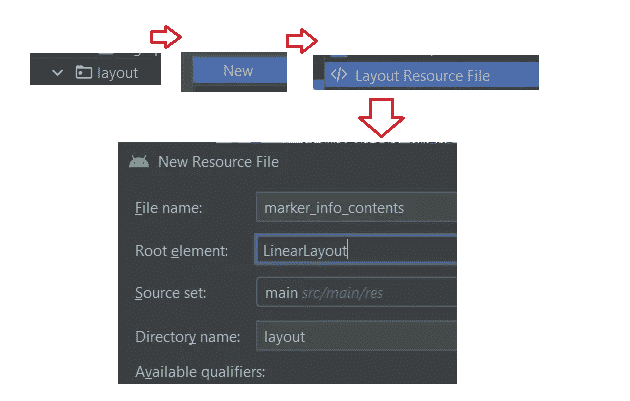 layout
New
</> Layout Resource File
New Resource File
File name: marker_info_contents
Root element: LinearLayout
Source set: main src/main/res
Directory name: layout
Available qualifiers: